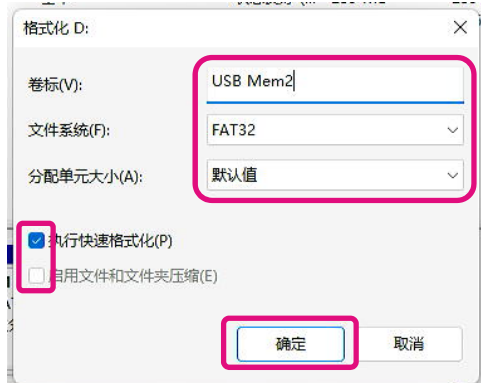 格式化 D:
卷标(V):
USB Mem2
文件系统(F):
FAT32
分配单元大小(A):
默认值
执行快速格式化(P)
启用文件和文件夹压缩(E)
确定
取消